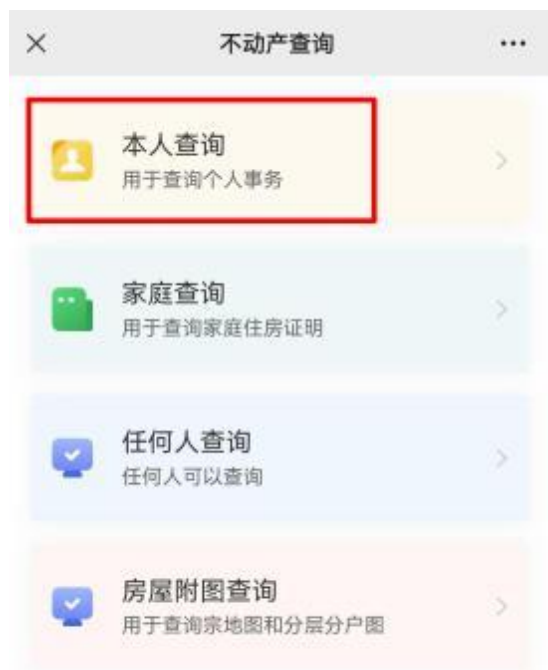 不动产查询
本人查询
用于查询个人事务
家庭查询
用于查询家庭住房证明
任何人查询
任何人可以查询
房屋附图查询
用于查询宗地图和分层分户图